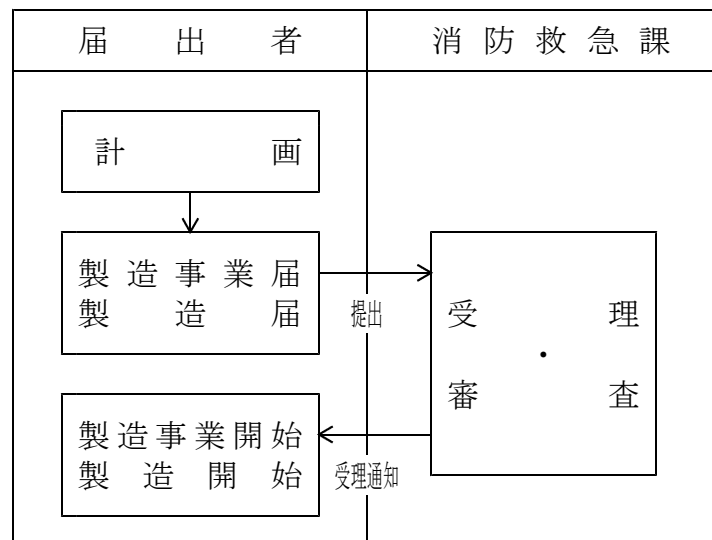 届出者
消防救急課
計画
製造事業届
製造届
提出
受理
・
審査
製造事業開始
製造開始
受理通知